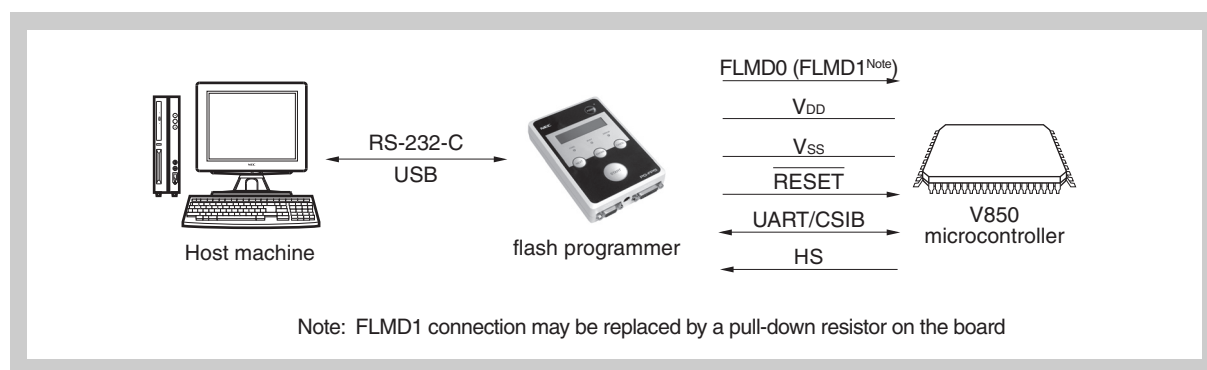 FLMD0 (FLMD1Note)
VDD
RS-232-C
USB
VSS
RESET
UART/CSIB
HS
V850
microcontroller
Host machine
flash programmer
NEC
Note: FLMD1 connection may be replaced by a pull-down resistor on the board